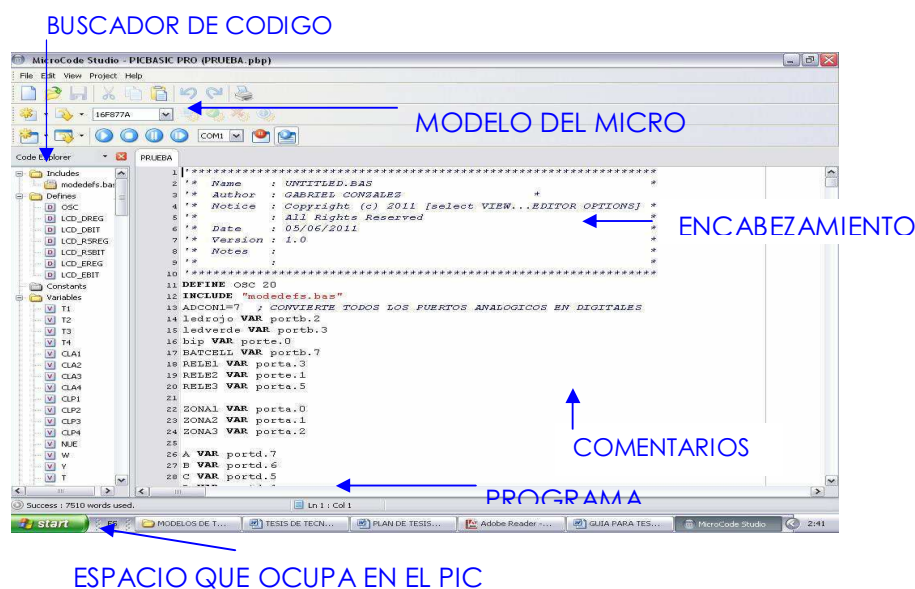 BUSCADOR DE CODIGO
MicroCode Studio - PICBASIC PRO (PRUEBA.pbp)
File Edit View Project Help
16F877A
MODELO DEL MICRO
COM1
Code Explorer
PRUEBA
Includes
modedefs.bas
Defines
OSC
LCD_DREG
LCD_DBIT
LCD_RSREG
LCD_RSBIT
LCD_EREG
LCD_EBIT
Constants
Variables
T1
T2
T3
T4
CLA1
CLA2
CLA3
CLA4
CLP1
CLP2
CLP3
CLP4
NUE
W
Y
T
1 '****************************************************************
2 '* Name : UNTITLED.BAS *
3 '* Author : GABRIEL CONZALEZ *
4 '* Notice : Copyright (c) 2011 [select VIEW...EDITOR OPTIONS] *
5 '* : All Rights Reserved *
6 '* Date : 05/06/2011 *
7 '* Version : 1.0 *
8 '* Notes : *
9 '* : *
10 '****************************************************************
11 DEFINE OSC 20
12 INCLUDE "modedefs.bas"
13 ADCON1=7 ; CONVIERTE TODOS LOS PUERTOS ANALOGICOS EN DIGITALES
14 ledrojo VAR portb.2
15 ledverde VAR portb.3
16 bip VAR porte.0
17 BATCELL VAR portb.7
18 RELE1 VAR porta.3
19 RELE2 VAR porte.1
20 RELE3 VAR porta.5
21
22 ZONA1 VAR porta.0
23 ZONA2 VAR porta.1
24 ZONA3 VAR porta.2
25
26 A VAR portd.7
27 B VAR portd.6
28 C VAR portd.5
ENCABEZAMIENTO
COMENTARIOS
PROGRAMA
Success : 7510 words used.
Ln 1 : Col 1
start
ES
MODELOS DE T...
TESIS DE TECN...
PLAN DE TESIS...
Adobe Reader -...
GUIA PARA TES...
MicroCode Studio
2:41
ESPACIO QUE OCUPA EN EL PIC